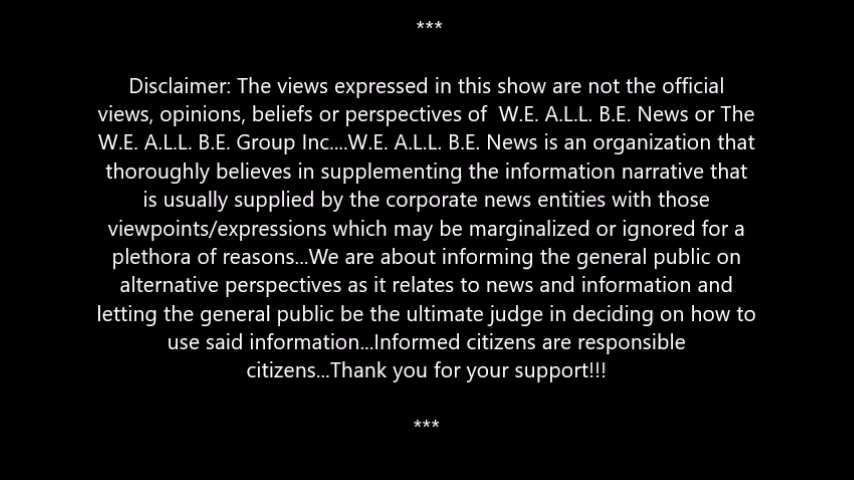 ***
Disclaimer: The views expressed in this show are not the official
views, opinions, beliefs or perspectives of  W.E. A.L.L. B.E. News or The
W.E. A.L.L. B.E. Group Inc....W.E. A.L.L. B.E. News is an organization that
thoroughly believes in supplementing the information narrative that
is usually supplied by the corporate news entities with those
viewpoints/expressions which may be marginalized or ignored for a
plethora of reasons...We are about informing the general public on
alternative perspectives as it relates to news and information and
letting the general public be the ultimate judge in deciding on how to
use said information...Informed citizens are responsible
citizens...Thank you for your support!!!
***